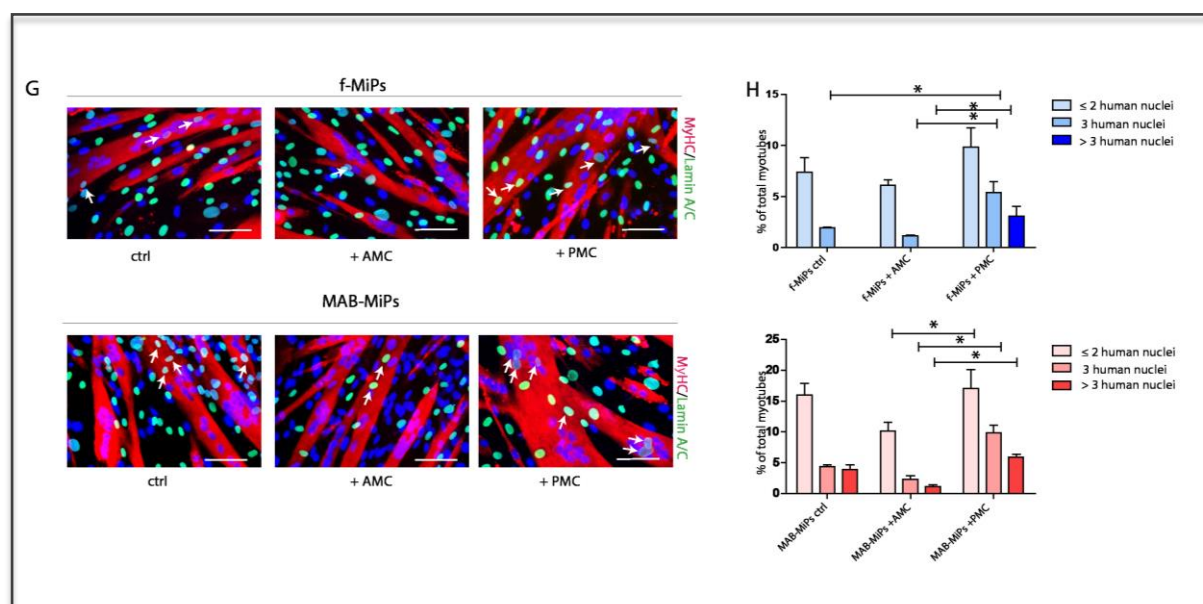 G
f-MiPs
MyHC/Lamin A/C
ctrl
+ AMC
+ PMC
MAB-MiPs
MyHC/Lamin A/C
ctrl
+ AMC
+ PMC
H
% of total myotubes
15
10
5
0
*
*
*
≤ 2 human nuclei
3 human nuclei
> 3 human nuclei
f-MiPs ctrl
f-MiPs + AMC
f-MiPs + PMC
% of total myotubes
25
20
15
10
5
0
*
*
*
≤ 2 human nuclei
3 human nuclei
> 3 human nuclei
MAB-MiPs ctrl
MAB-MiPs +AMC
MAB-MiPs +PMC